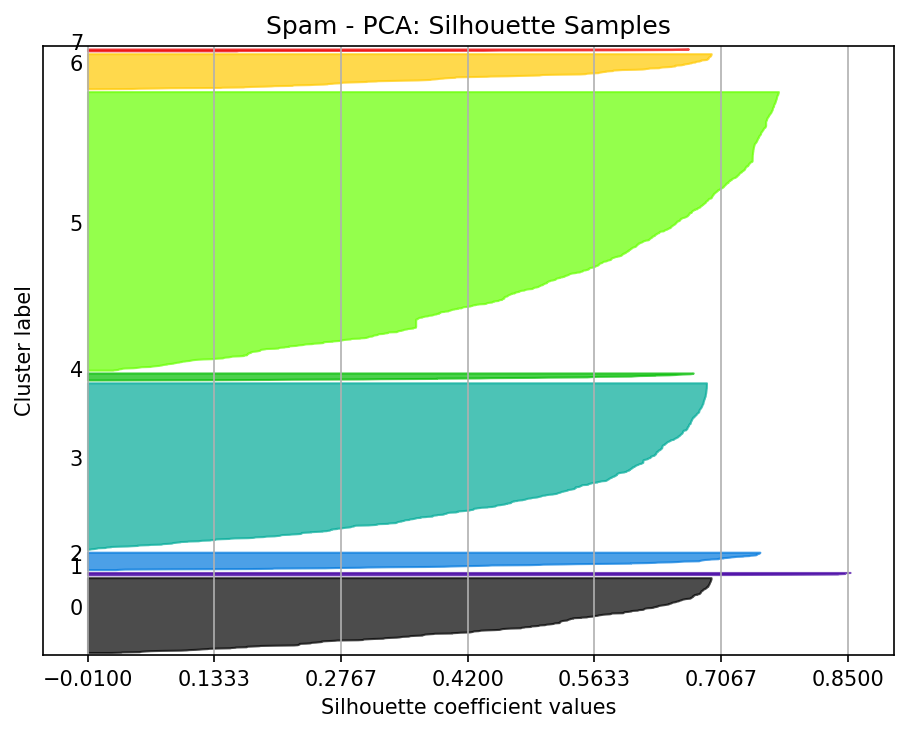 Spam - PCA: Silhouette Samples
7
6
5
4
3
2
1
0
Cluster label
−0.0100 0.1333 0.2767 0.4200 0.5633 0.7067 0.8500
Silhouette coefficient values